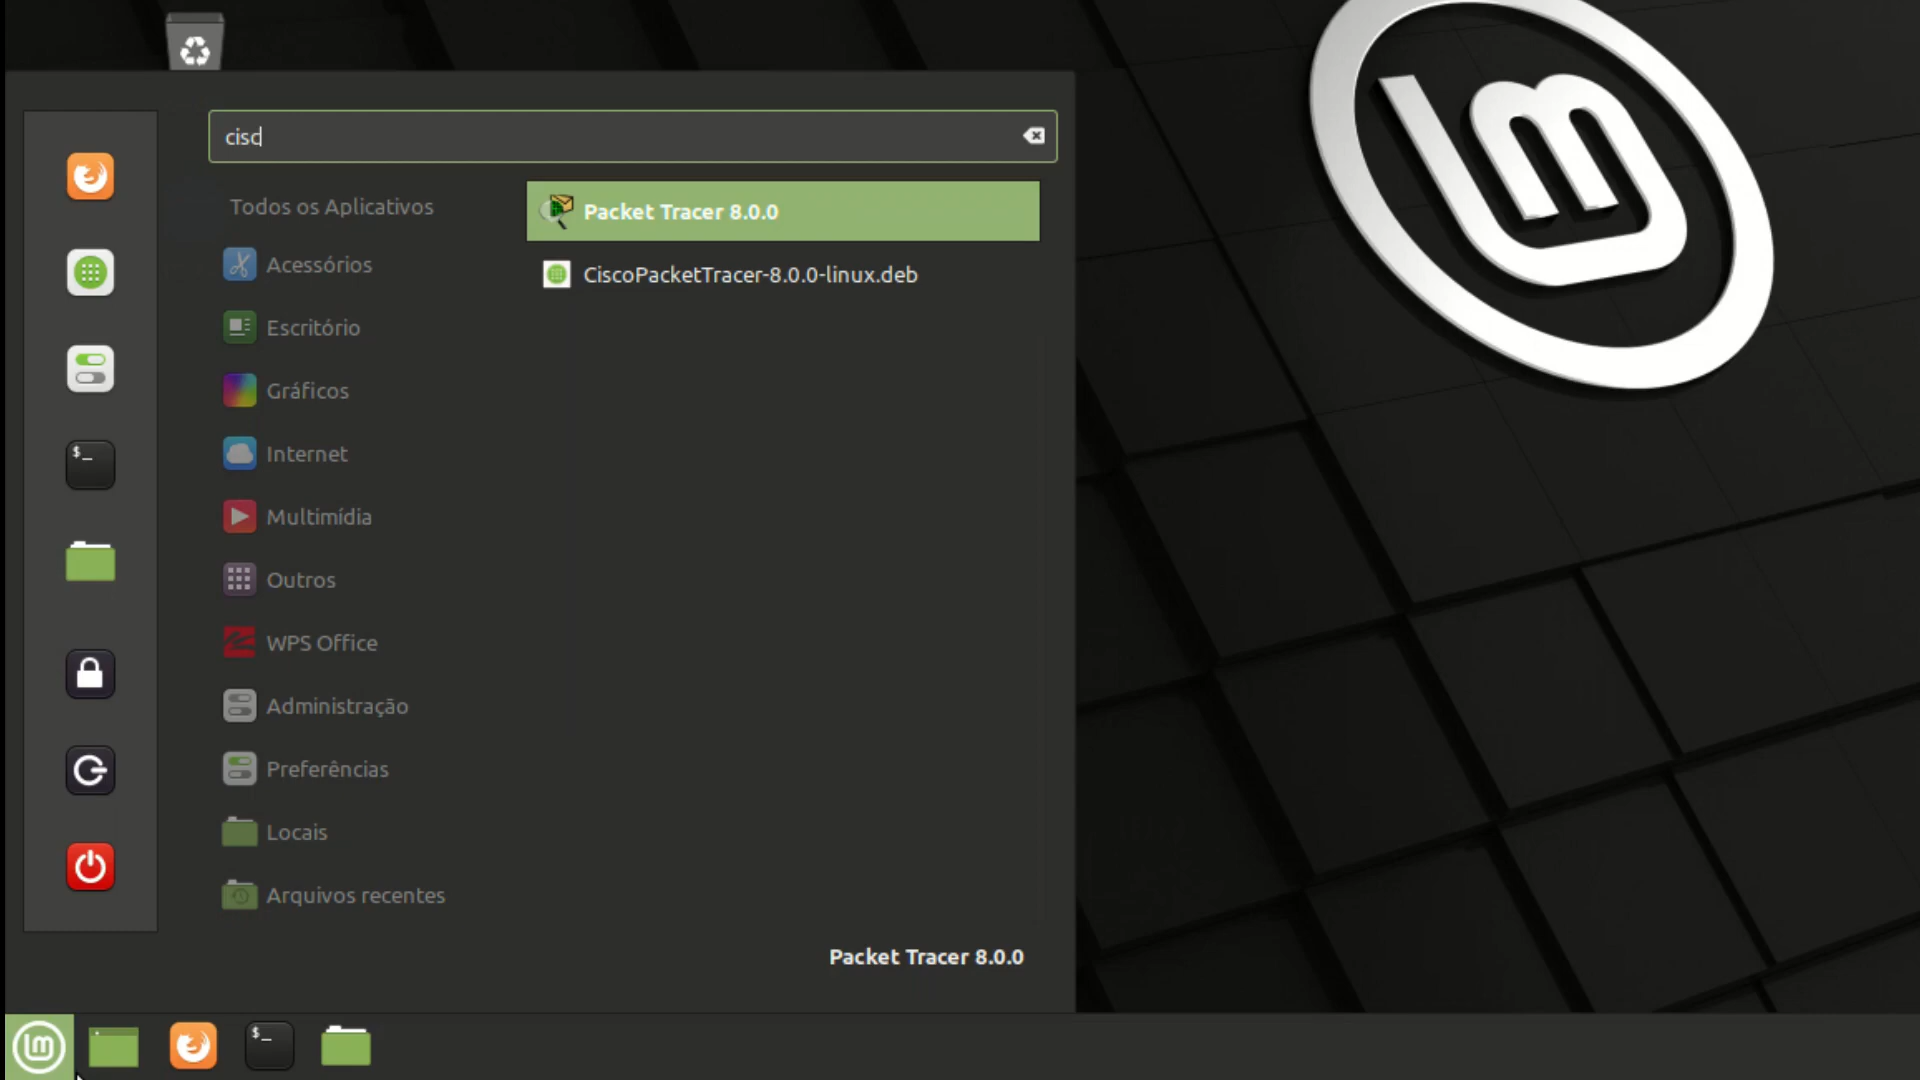 cisc
Todos os Aplicativos
Acessórios
Escritório
Gráficos
Internet
Multimídia
Outros
WPS Office
Administração
Preferências
Locais
Arquivos recentes
Packet Tracer 8.0.0
CiscoPacketTracer-8.0.0-linux.deb
Packet Tracer 8.0.0
$_
$_